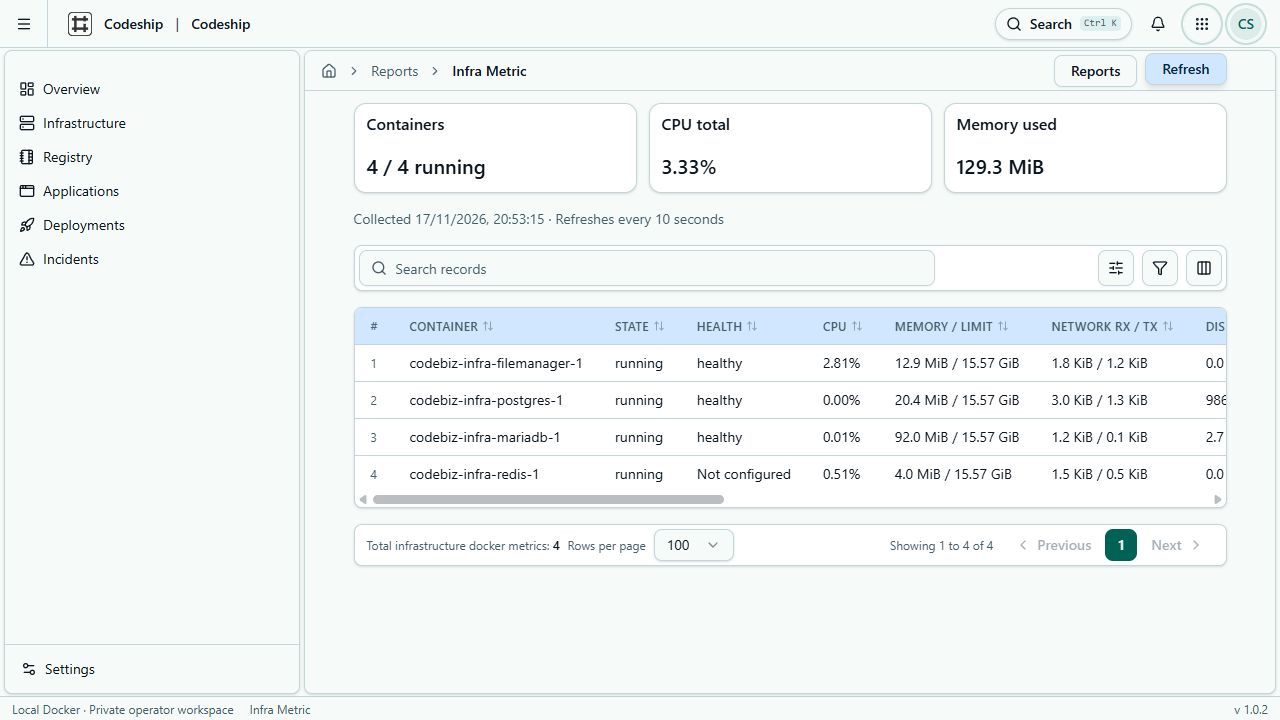 Codeship | Codeship
Search Ctrl K
CS
Overview
Infrastructure
Registry
Applications
Deployments
Incidents
Settings
Reports
Infra Metric
Reports
Refresh
Containers
4 / 4 running
CPU total
3.33%
Memory used
129.3 MiB
Collected 17/11/2026, 20:53:15 · Refreshes every 10 seconds
Search records
# CONTAINER STATE HEALTH CPU MEMORY / LIMIT NETWORK RX / TX DIS
1 codebiz-infra-filemanager-1 running healthy 2.81% 12.9 MiB / 15.57 GiB 1.8 KiB / 1.2 KiB 0.0
2 codebiz-infra-postgres-1 running healthy 0.00% 20.4 MiB / 15.57 GiB 3.0 KiB / 1.3 KiB 986
3 codebiz-infra-mariadb-1 running healthy 0.01% 92.0 MiB / 15.57 GiB 1.2 KiB / 0.1 KiB 2.7
4 codebiz-infra-redis-1 running Not configured 0.51% 4.0 MiB / 15.57 GiB 1.5 KiB / 0.5 KiB 0.0
Total infrastructure docker metrics: 4 Rows per page 100 Showing 1 to 4 of 4 Previous 1 Next
Local Docker · Private operator workspace Infra Metric v 1.0.2